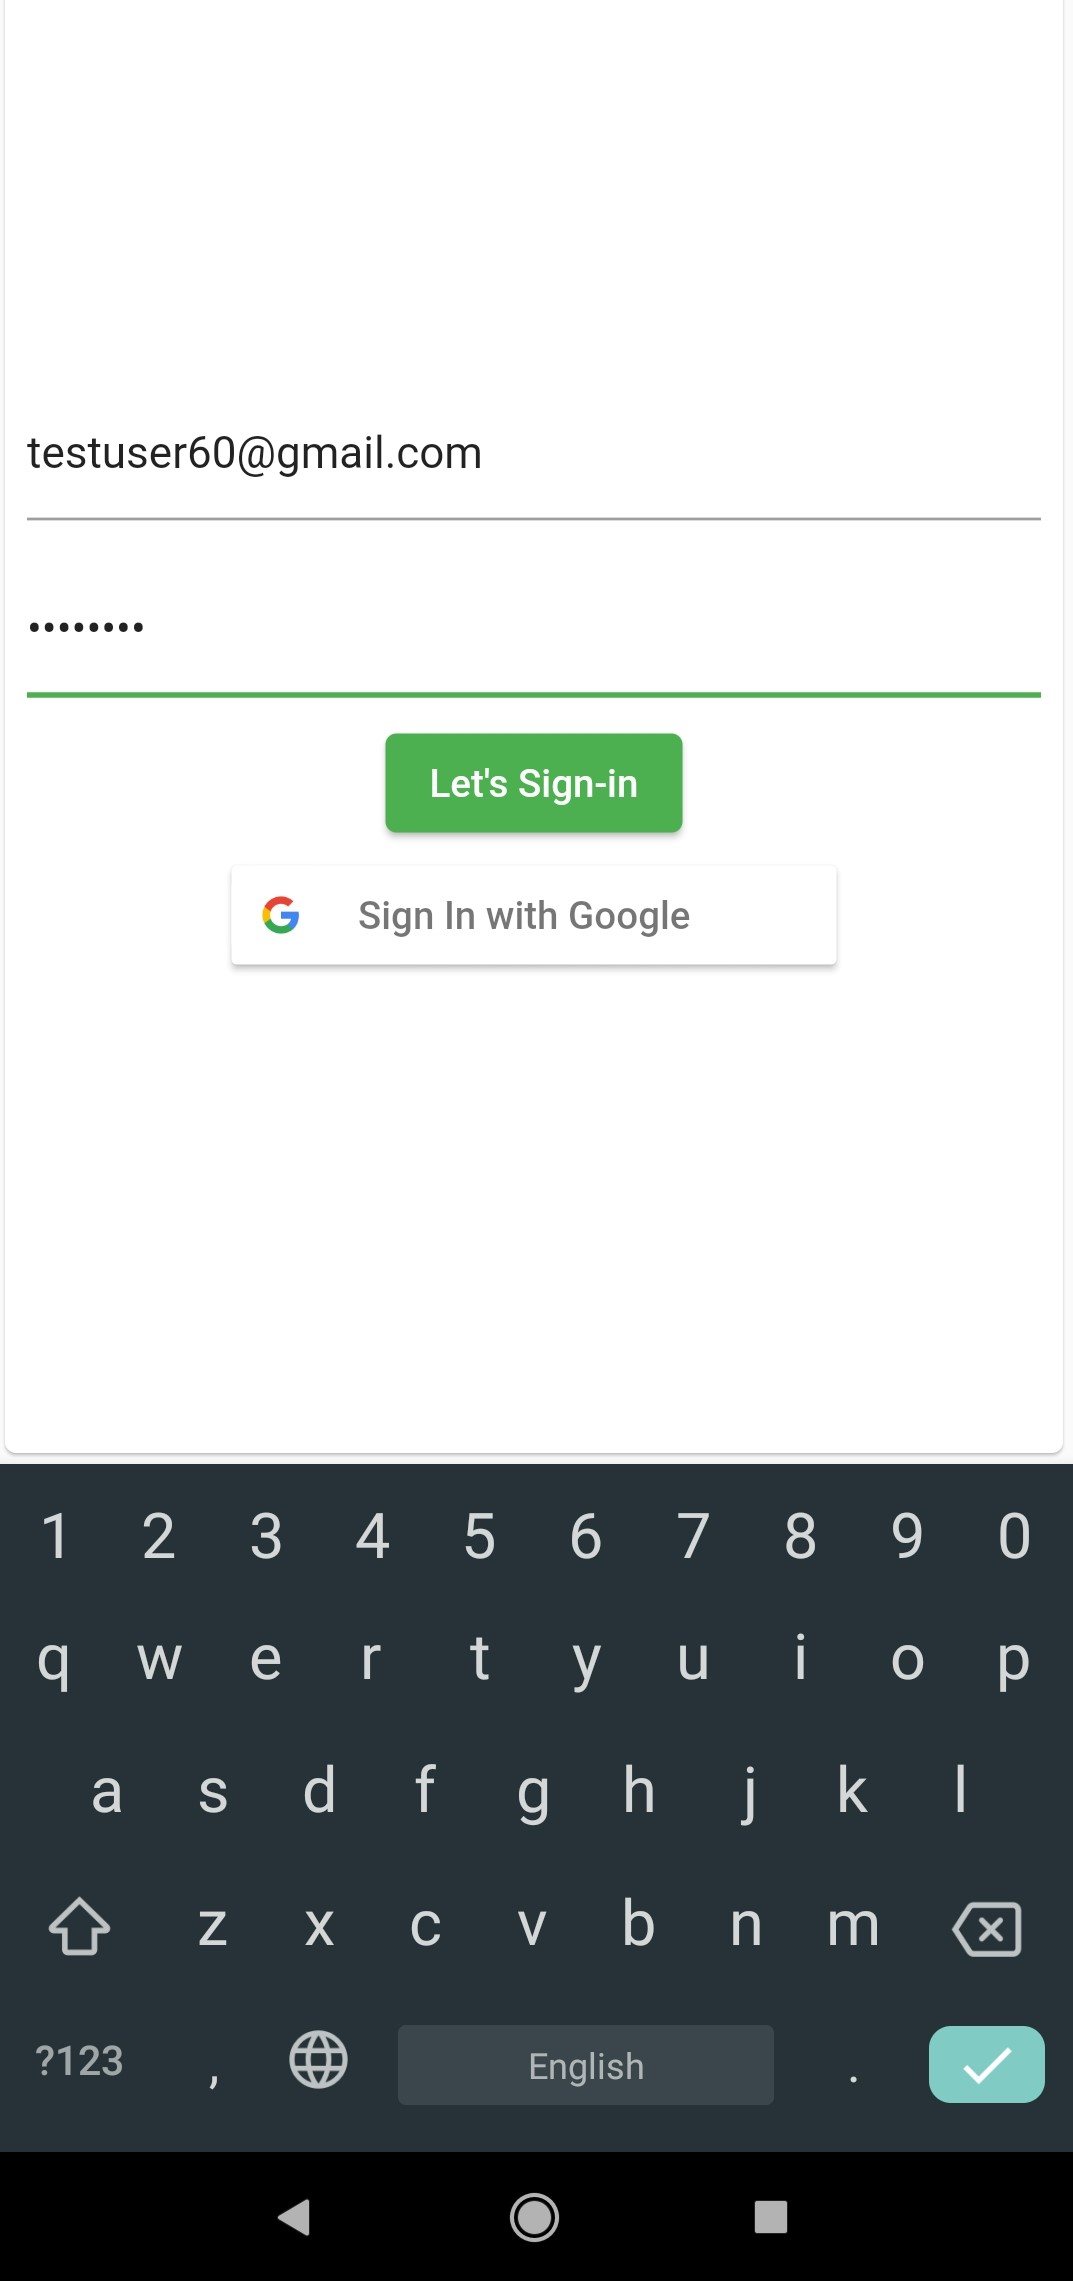 testuser60@gmail.com
••••••••
Let's Sign-in
Sign In with Google
1 2 3 4 5 6 7 8 9 0
q w e r t y u i o p
a s d f g h j k l
z x c v b n m
?123 , English .